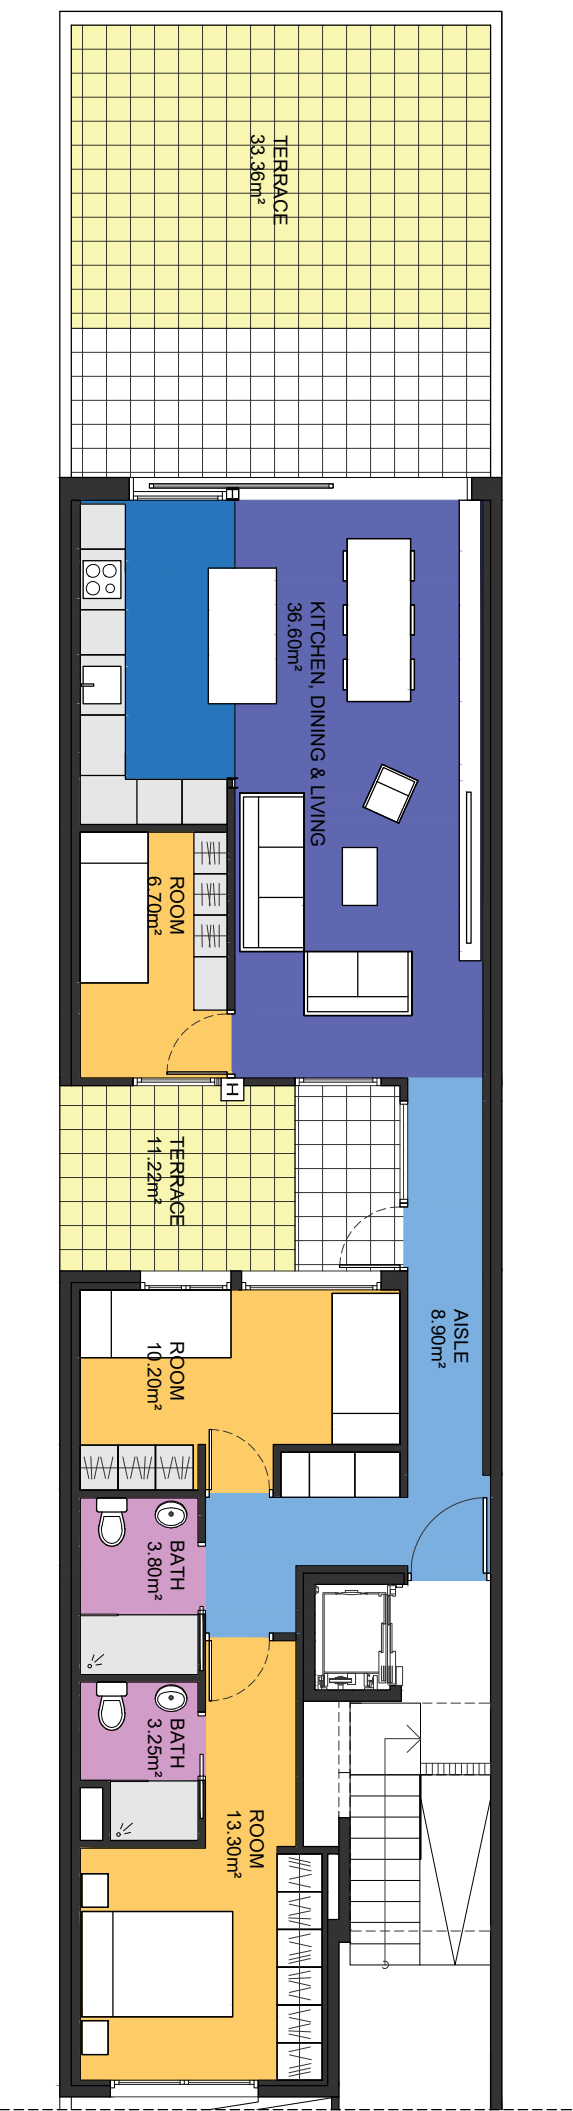 TERRACE
33.36m²
KITCHEN, DINING & LIVING
36.60m²
ROOM
6.70m²
H
TERRACE
11.22m²
AISLE
8.90m²
ROOM
10.20m²
BATH
3.80m²
BATH
3.25m²
ROOM
13.30m²